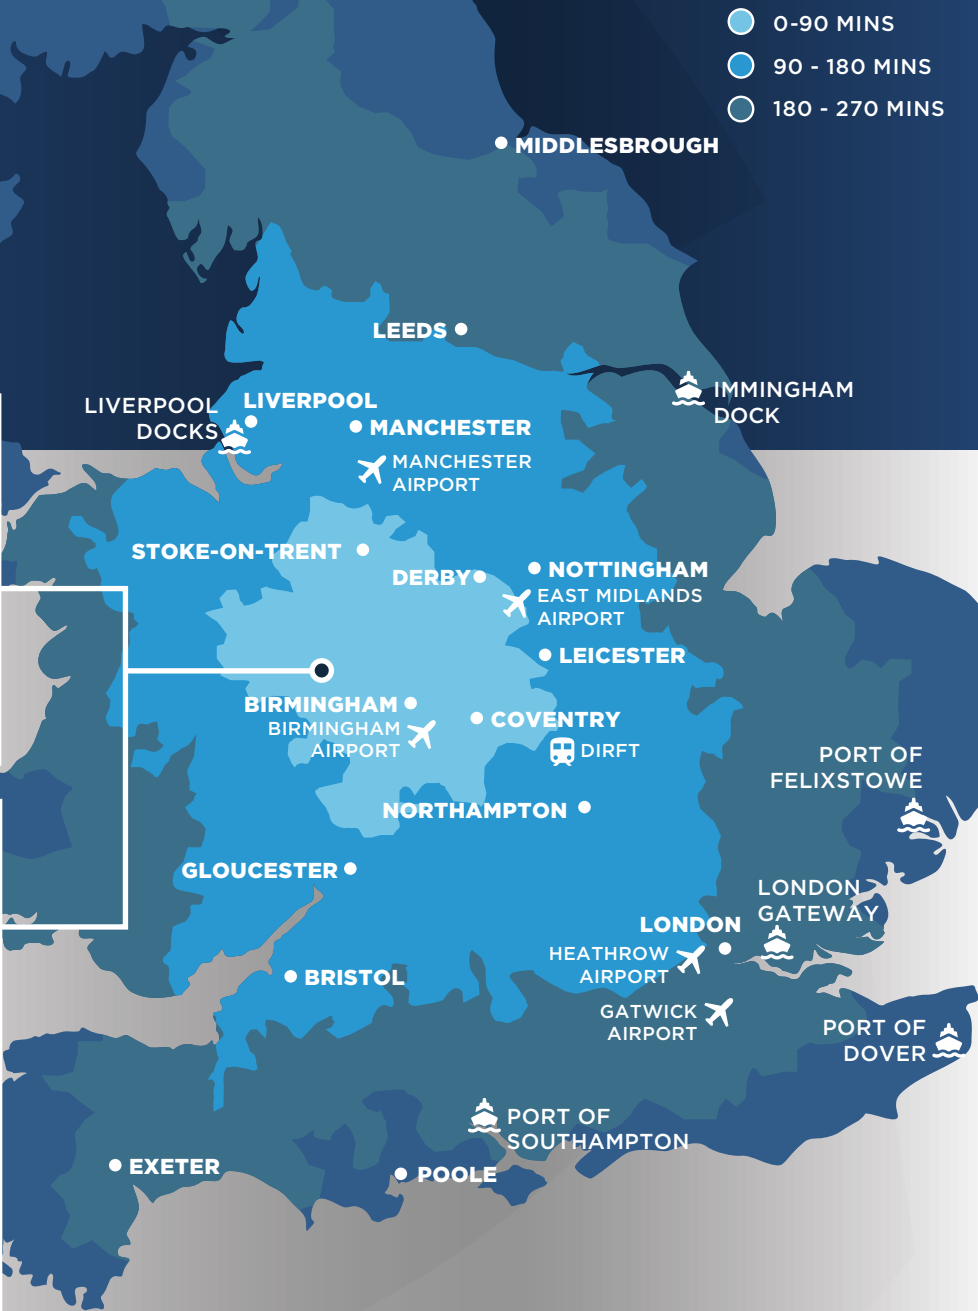 0-90 MINS
90 - 180 MINS
180 - 270 MINS
MIDDLESBROUGH
LEEDS
IMMINGHAM
DOCK
LIVERPOOL
DOCKS
LIVERPOOL
MANCHESTER
MANCHESTER
AIRPORT
STOKE-ON-TRENT
DERBY
NOTTINGHAM
EAST MIDLANDS
AIRPORT
LEICESTER
BIRMINGHAM
BIRMINGHAM
AIRPORT
COVENTRY
DIRFT
PORT OF
FELIXSTOWE
NORTHAMPTON
GLOUCESTER
LONDON
GATEWAY
LONDON
HEATHROW
AIRPORT
BRISTOL
GATWICK
AIRPORT
PORT OF
DOVER
PORT OF
SOUTHAMPTON
EXETER
POOLE